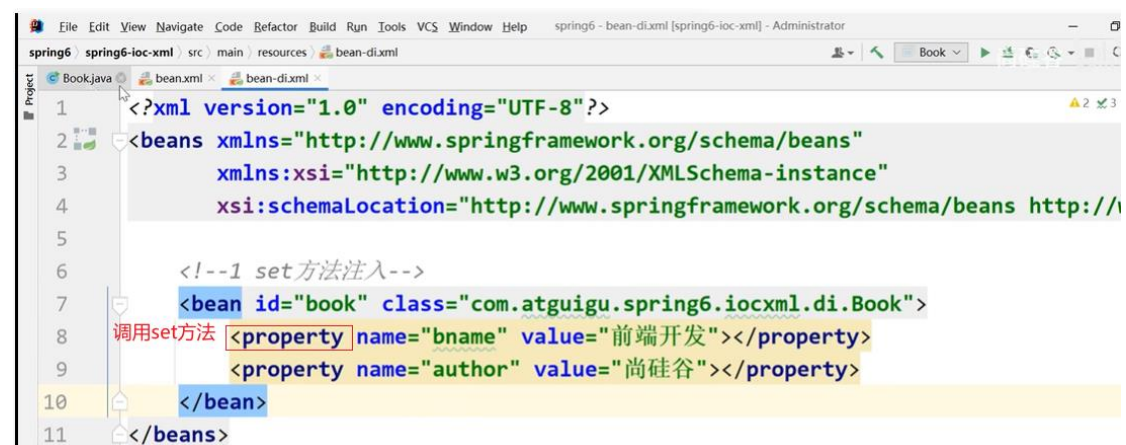 File Edit View Navigate Code Refactor Build Run Tools VCS Window Help spring6 - bean-di.xml [spring6-ioc-xml] - Administrator
spring6 spring6-ioc-xml src main resources bean-di.xml Book
Project Book.java bean.xml bean-di.xml
1 <?xml version="1.0" encoding="UTF-8"?> 2 3
2 <beans xmlns="http://www.springframework.org/schema/beans"
3 xmlns:xsi="http://www.w3.org/2001/XMLSchema-instance"
4 xsi:schemaLocation="http://www.springframework.org/schema/beans http://
5
6 <!--1 set方法注入-->
7 <bean id="book" class="com.atguigu.spring6.iocxml.di.Book">
8 调用set方法 <property name="bname" value="前端开发"></property>
9 <property name="author" value="尚硅谷"></property>
10 </bean>
11 </beans>